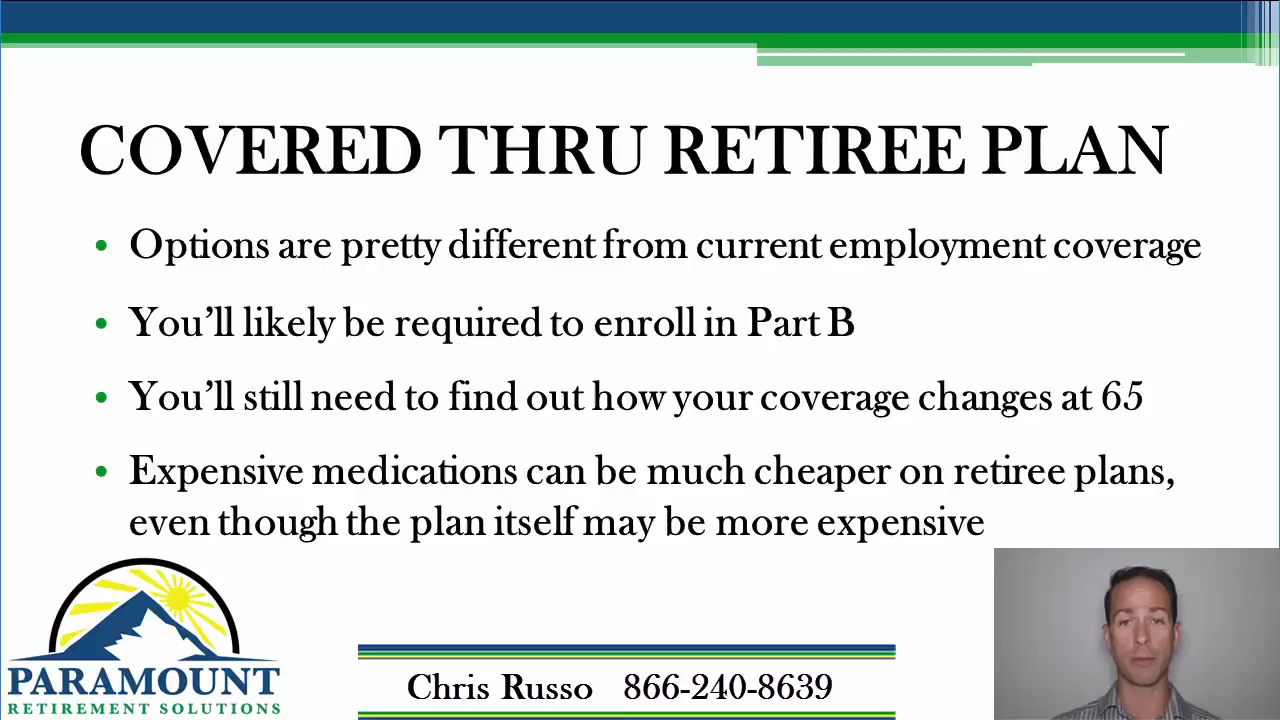 COVERED THRU RETIREE PLAN
• Options are pretty different from current employment coverage
• You’ll likely be required to enroll in Part B
• You’ll still need to find out how your coverage changes at 65
• Expensive medications can be much cheaper on retiree plans,
even though the plan itself may be more expensive
PARAMOUNT
RETIREMENT SOLUTIONS
Chris Russo 866-240-8639